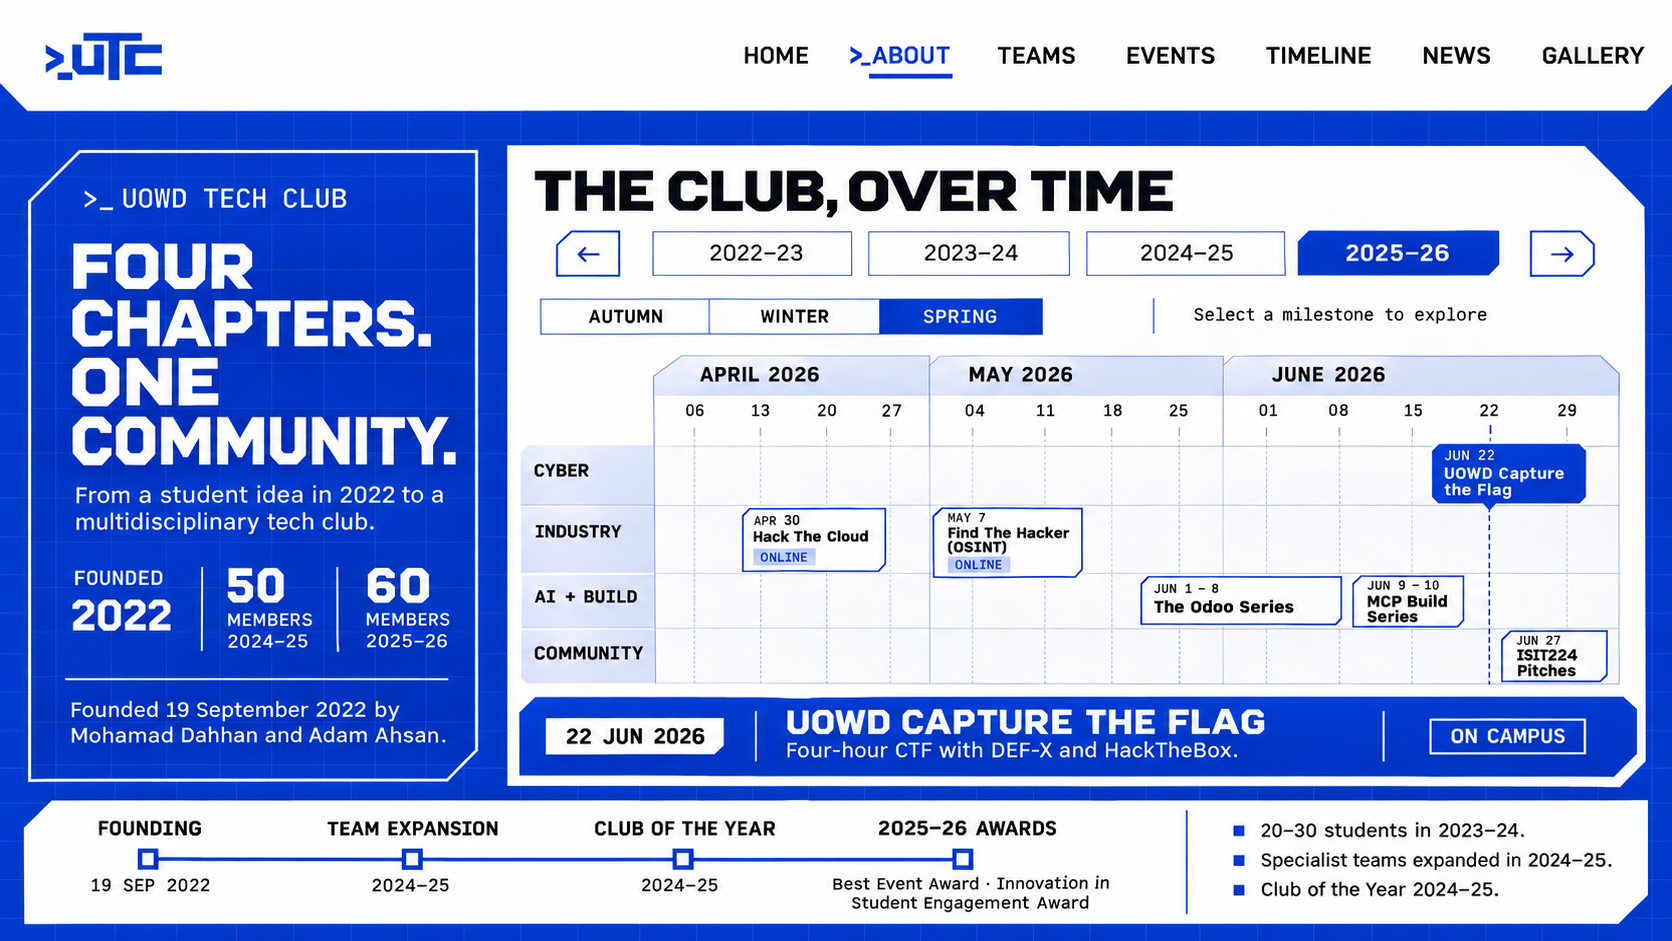 >_UTC
HOME
>_ABOUT
TEAMS
EVENTS
TIMELINE
NEWS
GALLERY
>_ UOWD TECH CLUB
FOUR
CHAPTERS.
ONE
COMMUNITY.
From a student idea in 2022 to a
multidisciplinary tech club.
FOUNDED
2022
50
MEMBERS
2024–25
60
MEMBERS
2025–26
Founded 19 September 2022 by
Mohamad Dahhan and Adam Ahsan.
THE CLUB, OVER TIME
←
2022–23
2023–24
2024–25
2025–26
→
AUTUMN
WINTER
SPRING
Select a milestone to explore
APRIL 2026
MAY 2026
JUNE 2026
06 13 20 27 04 11 18 25 01 08 15 22 29
CYBER
JUN 22
UOWD Capture
the Flag
INDUSTRY
APR 30
Hack The Cloud
ONLINE
MAY 7
Find The Hacker
(OSINT)
ONLINE
AI + BUILD
JUN 1 – 8
The Odoo Series
JUN 9 – 10
MCP Build
Series
COMMUNITY
JUN 27
ISIT224
Pitches
22 JUN 2026
UOWD CAPTURE THE FLAG
Four-hour CTF with DEF-X and HackTheBox.
ON CAMPUS
FOUNDING
19 SEP 2022
TEAM EXPANSION
2024–25
CLUB OF THE YEAR
2024–25
2025–26 AWARDS
Best Event Award · Innovation in
Student Engagement Award
20–30 students in 2023–24.
Specialist teams expanded in 2024–25.
Club of the Year 2024–25.